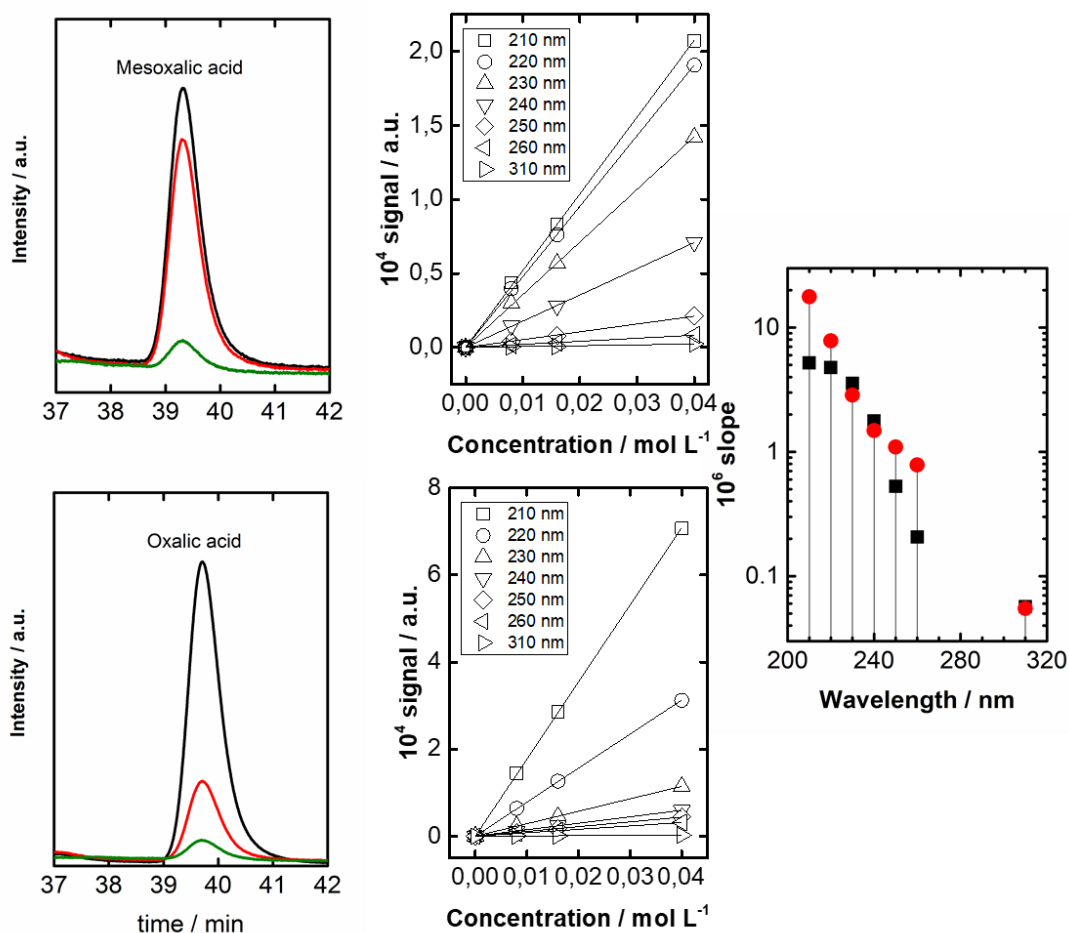 Mesoxalic acid
Intensity / a.u.
37 38 39 40 41 42
10⁴ signal / a.u.
2,0
1,5
1,0
0,5
0,0
210 nm
220 nm
230 nm
240 nm
250 nm
260 nm
310 nm
0,00 0,01 0,02 0,03 0,04
Concentration / mol L⁻¹
Oxalic acid
Intensity / a.u.
37 38 39 40 41 42
time / min
10⁴ signal / a.u.
8
6
4
2
0
210 nm
220 nm
230 nm
240 nm
250 nm
260 nm
310 nm
0,00 0,01 0,02 0,03 0,04
Concentration / mol L⁻¹
10⁶ slope
10
1
0.1
200 240 280 320
Wavelength / nm